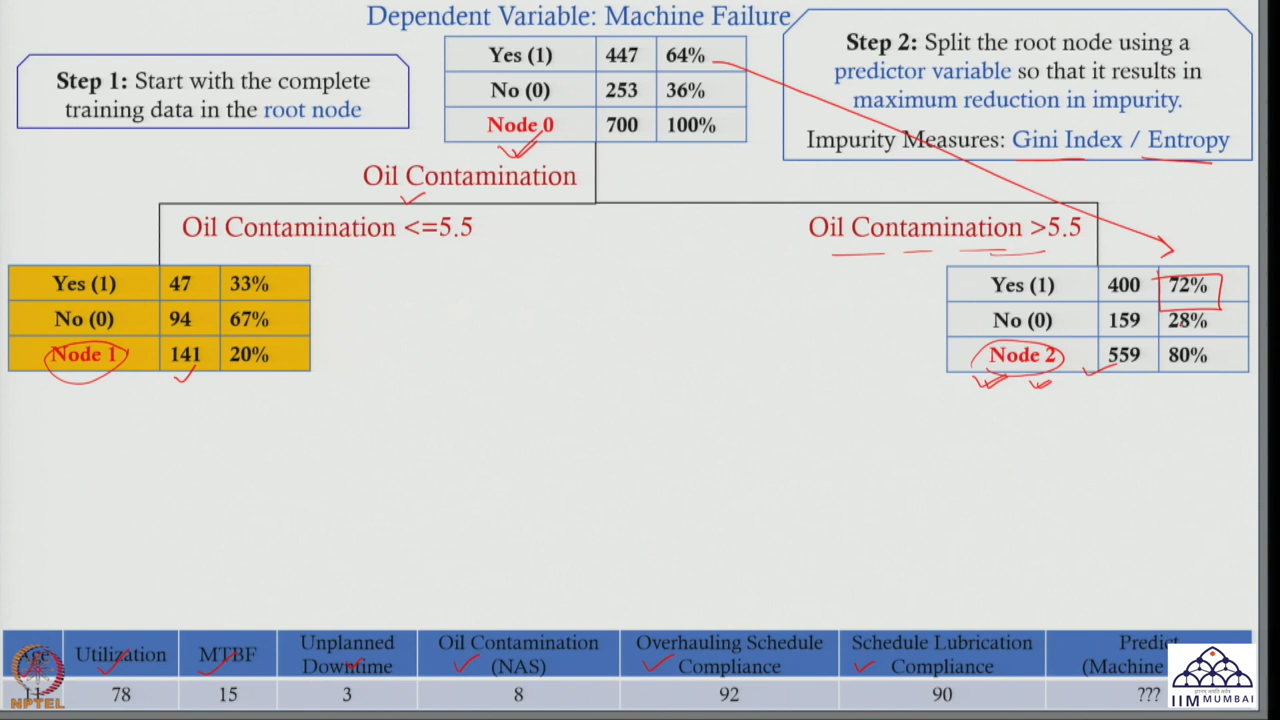 Dependent Variable: Machine Failure
Step 1: Start with the complete
training data in the root node
Yes (1) 447 64%
No (0) 253 36%
Node 0 700 100%
Step 2: Split the root node using a
predictor variable so that it results in
maximum reduction in impurity.
Impurity Measures: Gini Index / Entropy
Oil Contamination
Oil Contamination <=5.5
Oil Contamination >5.5
Yes (1) 47 33%
No (0) 94 67%
Node 1 141 20%
Yes (1) 400 72%
No (0) 159 28%
Node 2 559 80%
Age Utilization MTBF Unplanned Downtime Oil Contamination (NAS) Overhauling Schedule Compliance Schedule Lubrication Compliance Predict (Machine
11 78 15 3 8 92 90 ???
NPTEL
IIM MUMBAI